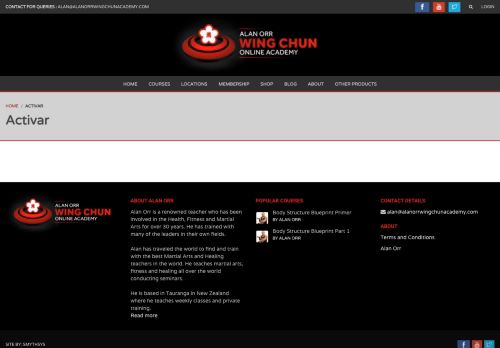 CONTACT FOR QUERIES : ALAN@ALANORRWINGCHUNACADEMY.COM
LOGIN
ALAN ORR
WING CHUN
ONLINE ACADEMY
HOME COURSES LOCATIONS MEMBERSHIP SHOP BLOG ABOUT OTHER PRODUCTS
HOME / ACTIVAR
Activar
ALAN ORR
WING CHUN
ONLINE ACADEMY
ABOUT ALAN ORR
Alan Orr is a renowned teacher who has been
involved in the Health, Fitness and Martial
Arts for over 30 years. He has trained with
many of the leaders in their own fields.
Alan has traveled the world to find and train
with the best Martial Arts and Healing
teachers in the world. He teaches martial arts,
fitness and healing all over the world
conducting seminars.
He is based in Tauranga in New Zealand
where he teaches weekly classes and private
training.
Read more
POPULAR COURSES
Body Structure Blueprint Primer
BY ALAN ORR
Body Structure Blueprint Part 1
BY ALAN ORR
CONTACT DETAILS
alan@alanorrwingchunacademy.com
ABOUT
Terms and Conditions
Alan Orr
SITE BY: SMYTHSYS